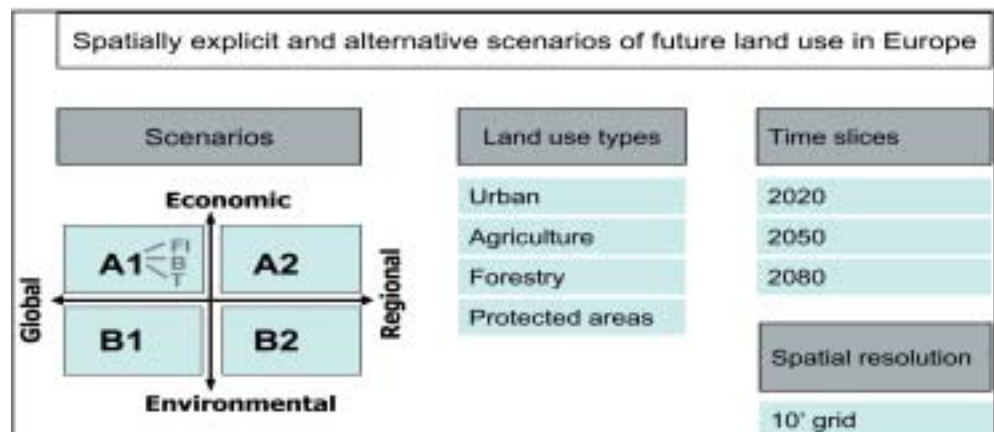 Spatially explicit and alternative scenarios of future land use in Europe
Scenarios
Economic
Global
A1
FI
B
T
A2
Regional
B1
B2
Environmental
Land use types
Urban
Agriculture
Forestry
Protected areas
Time slices
2020
2050
2080
Spatial resolution
10' grid